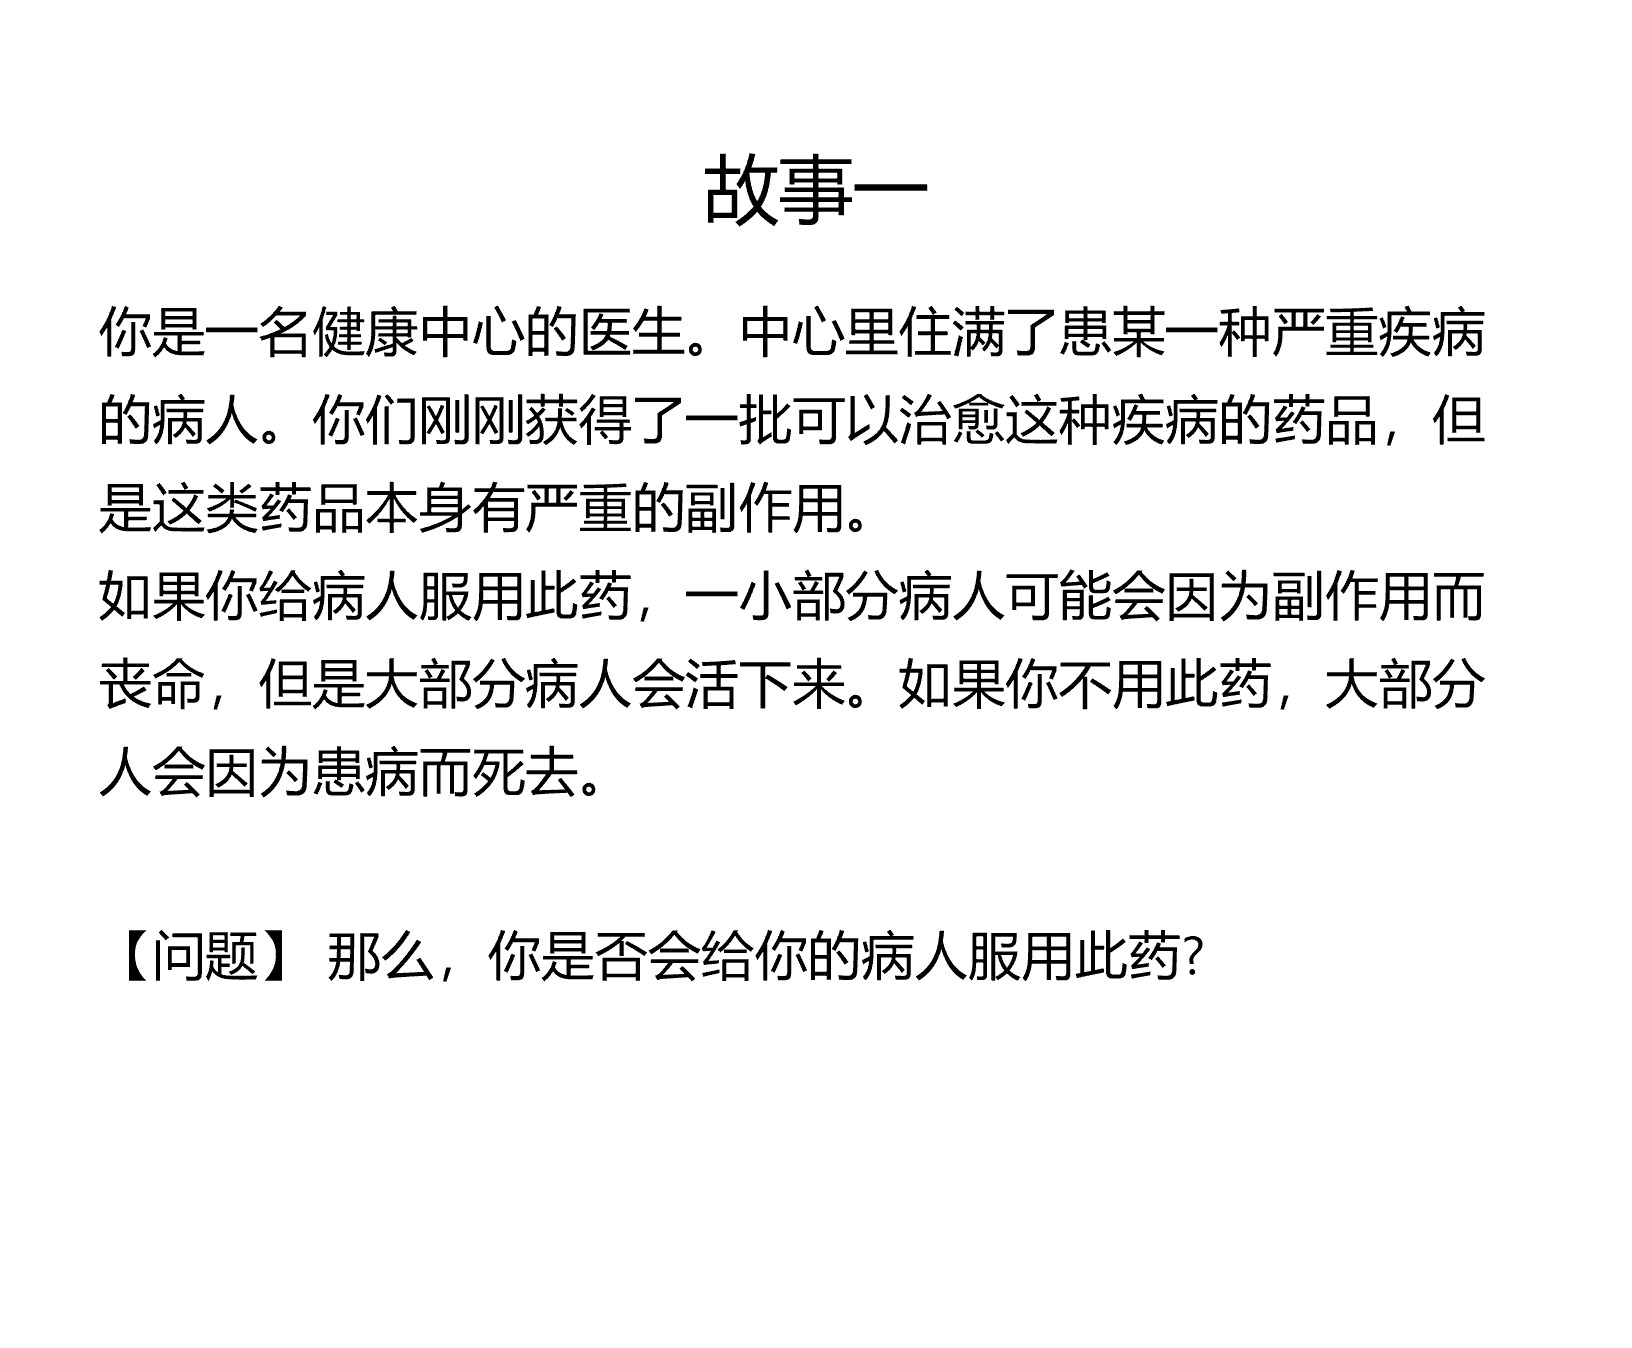 故事一
你是一名健康中心的医生。中心里住满了患某一种严重疾病
的病人。你们刚刚获得了一批可以治愈这种疾病的药品，但
是这类药品本身有严重的副作用。
如果你给病人服用此药，一小部分病人可能会因为副作用而
丧命，但是大部分病人会活下来。如果你不用此药，大部分
人会因为患病而死去。
【问题】 那么，你是否会给你的病人服用此药?